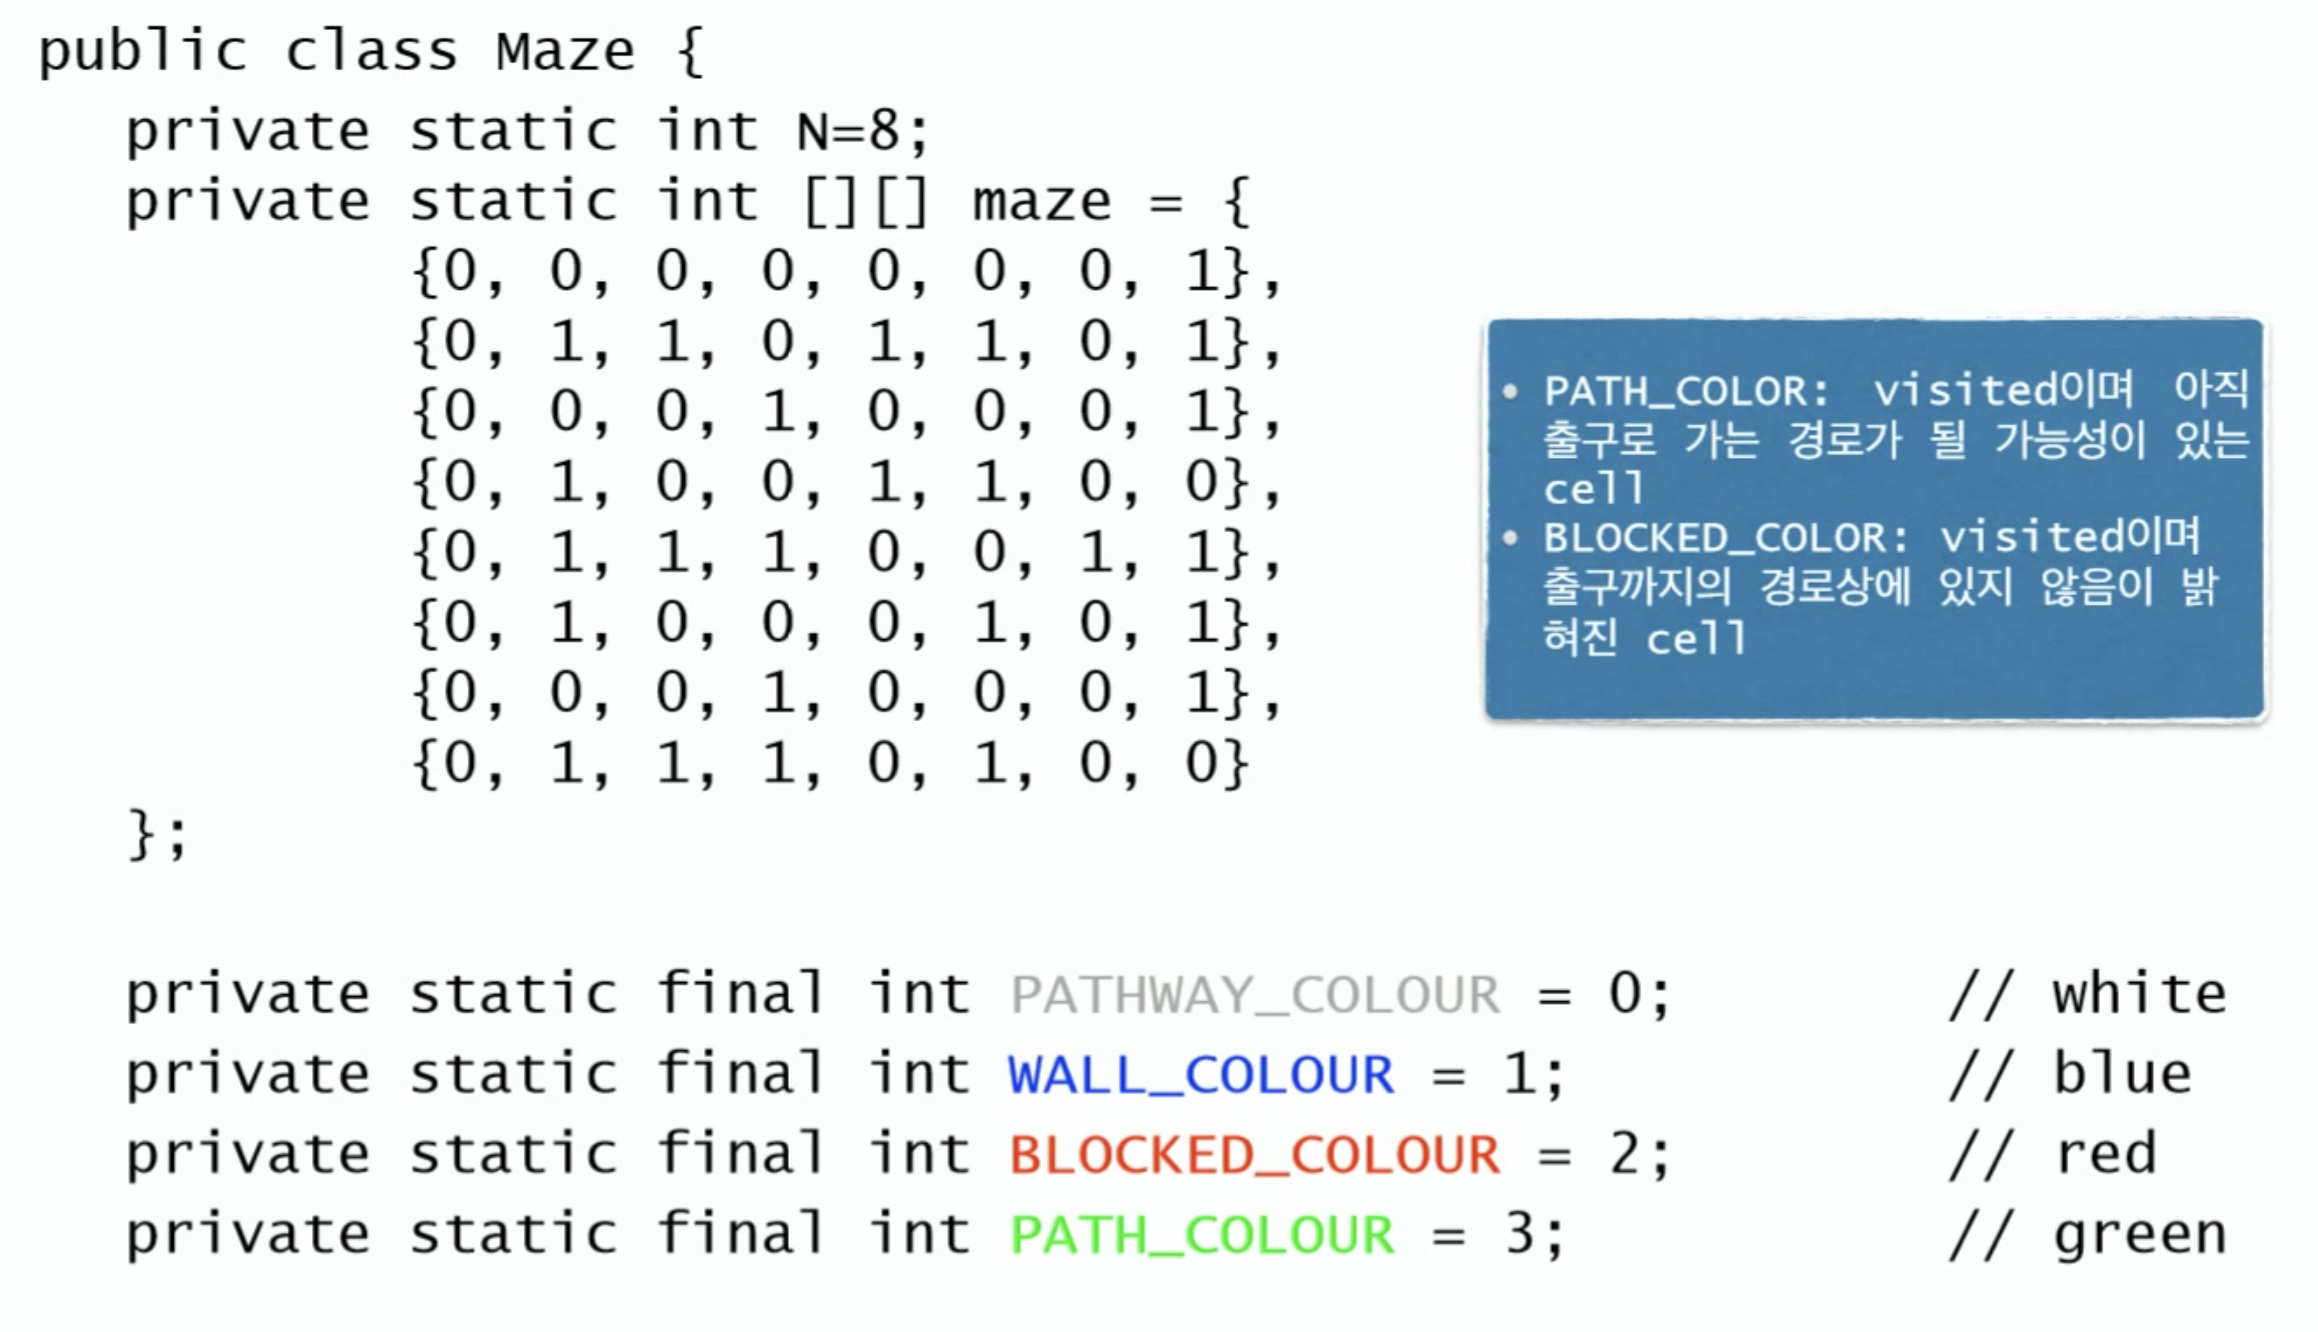 public class Maze {
private static int N=8;
private static int [][] maze = {
{0, 0, 0, 0, 0, 0, 0, 1},
{0, 1, 1, 0, 1, 1, 0, 1},
{0, 0, 0, 1, 0, 0, 0, 1},
{0, 1, 0, 0, 1, 1, 0, 0},
{0, 1, 1, 1, 0, 0, 1, 1},
{0, 1, 0, 0, 0, 1, 0, 1},
{0, 0, 0, 1, 0, 0, 0, 1},
{0, 1, 1, 1, 0, 1, 0, 0}
};
• PATH_COLOR: visited이며 아직
출구로 가는 경로가 될 가능성이 있는
cell
• BLOCKED_COLOR: visited이며
출구까지의 경로상에 있지 않음이 밝
혀진 cell
private static final int PATHWAY_COLOUR = 0; // white
private static final int WALL_COLOUR = 1; // blue
private static final int BLOCKED_COLOUR = 2; // red
private static final int PATH_COLOUR = 3; // green